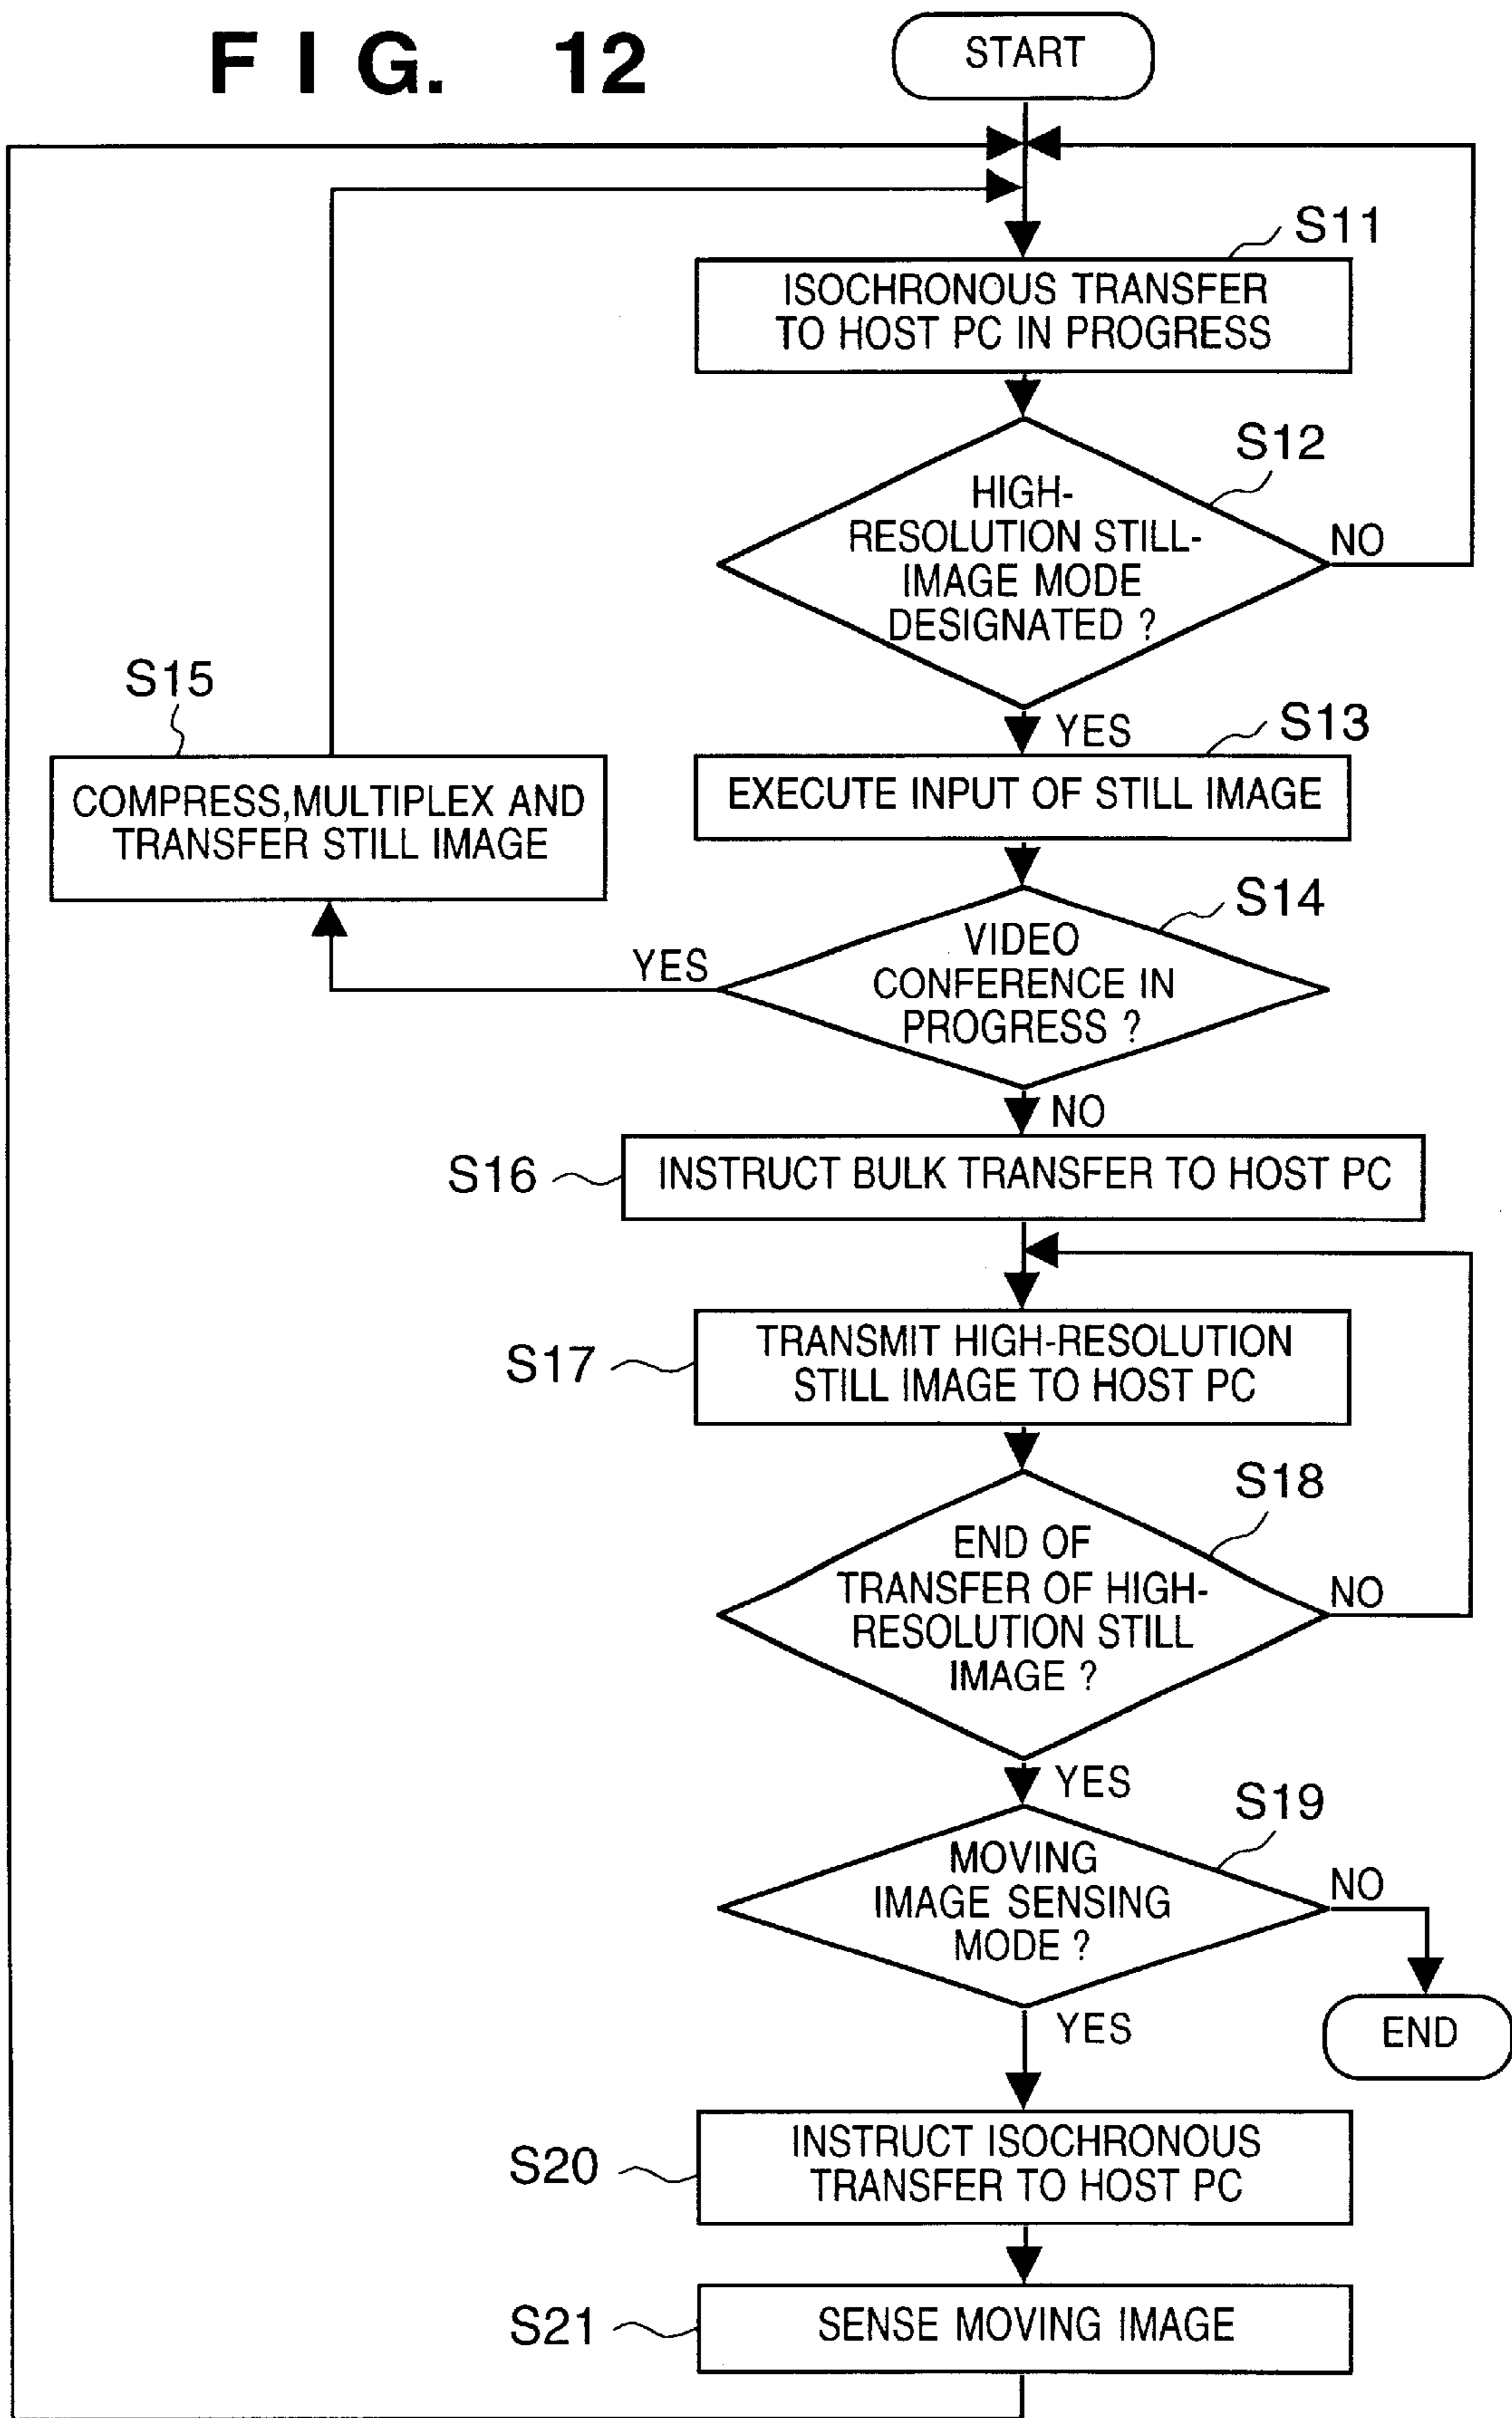 FIG. 12
START
S11
ISOCHRONOUS TRANSFER
TO HOST PC IN PROGRESS
S12
HIGH-
RESOLUTION STILL-
IMAGE MODE
DESIGNATED ?
NO
YES
S13
EXECUTE INPUT OF STILL IMAGE
S14
VIDEO
CONFERENCE IN
PROGRESS ?
YES
S15
COMPRESS,MULTIPLEX AND
TRANSFER STILL IMAGE
NO
S16
INSTRUCT BULK TRANSFER TO HOST PC
S17
TRANSMIT HIGH-RESOLUTION
STILL IMAGE TO HOST PC
S18
END OF
TRANSFER OF HIGH-
RESOLUTION STILL
IMAGE ?
NO
YES
S19
MOVING
IMAGE SENSING
MODE ?
NO
END
YES
S20
INSTRUCT ISOCHRONOUS
TRANSFER TO HOST PC
S21
SENSE MOVING IMAGE